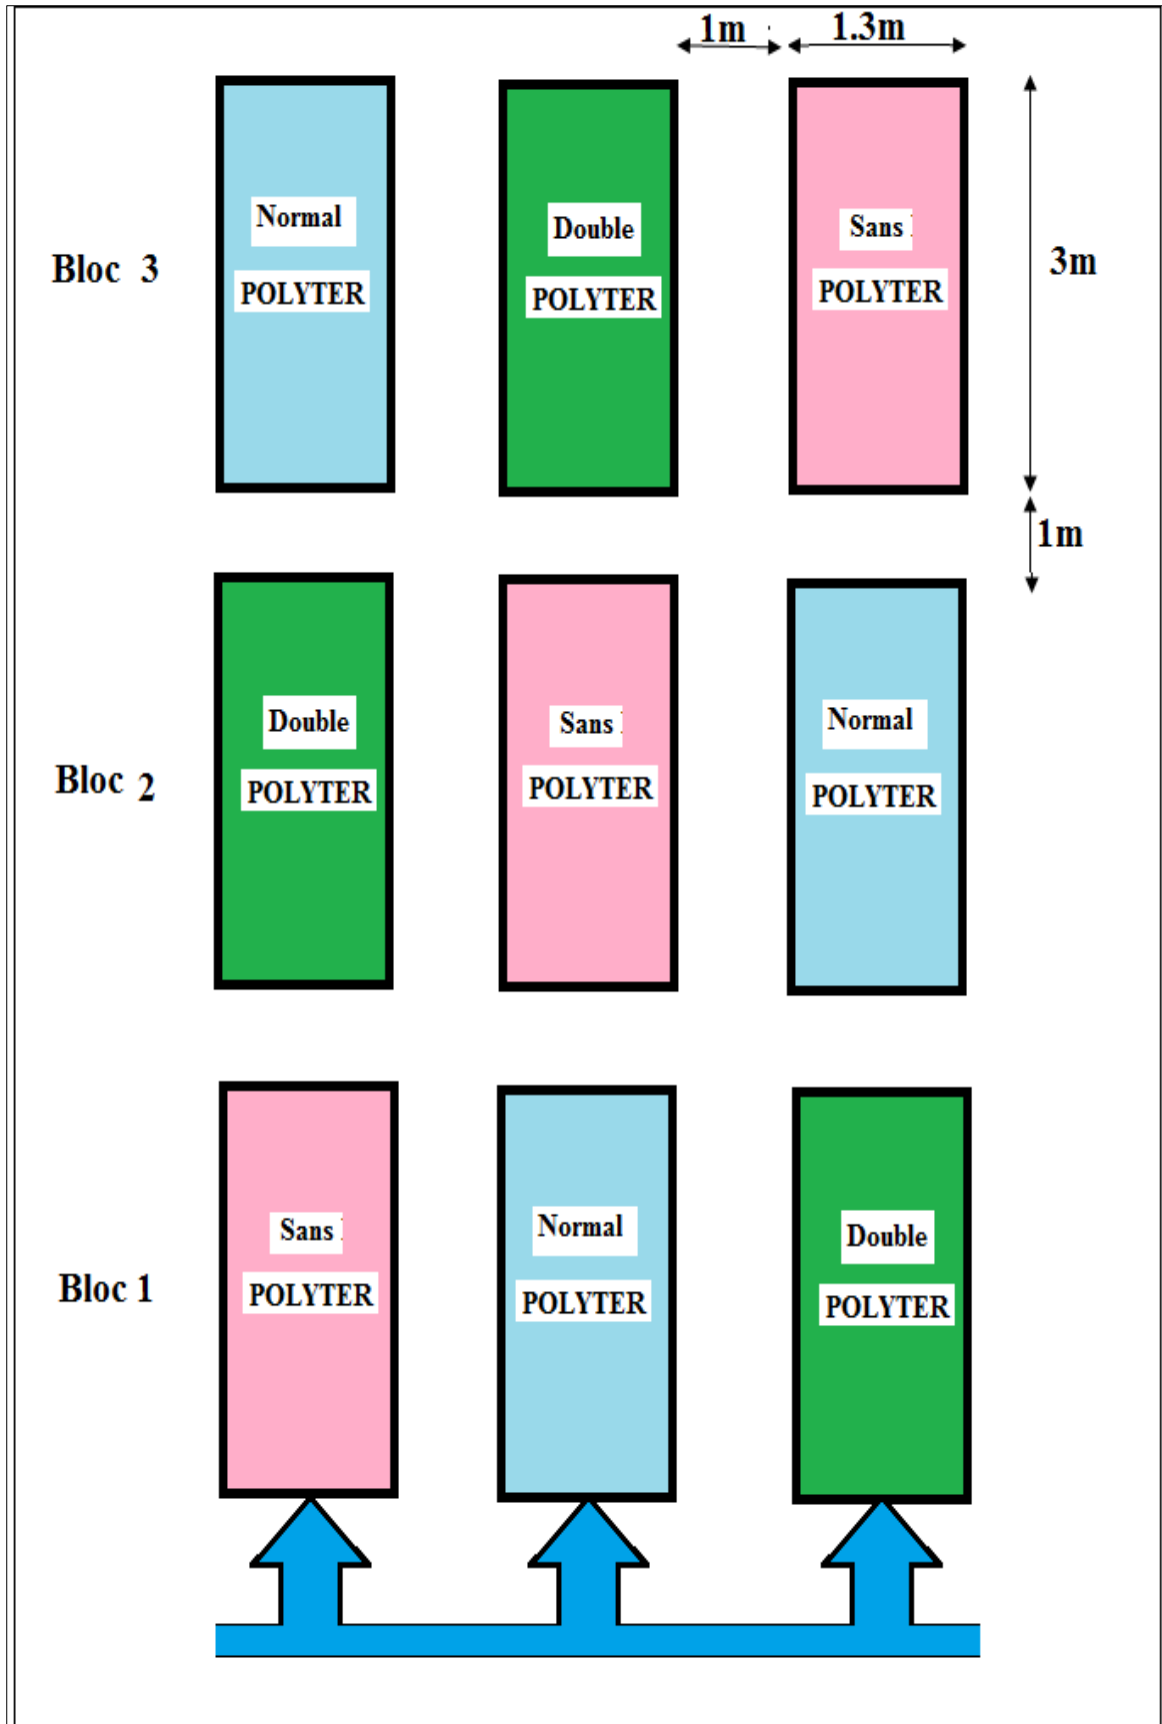 1m 1.3m
Normal Double Sans
Bloc 3 POLYTER POLYTER POLYTER 3m
1m
Double Sans Normal
Bloc 2 POLYTER POLYTER POLYTER
Sans Normal Double
Bloc 1 POLYTER POLYTER POLYTER